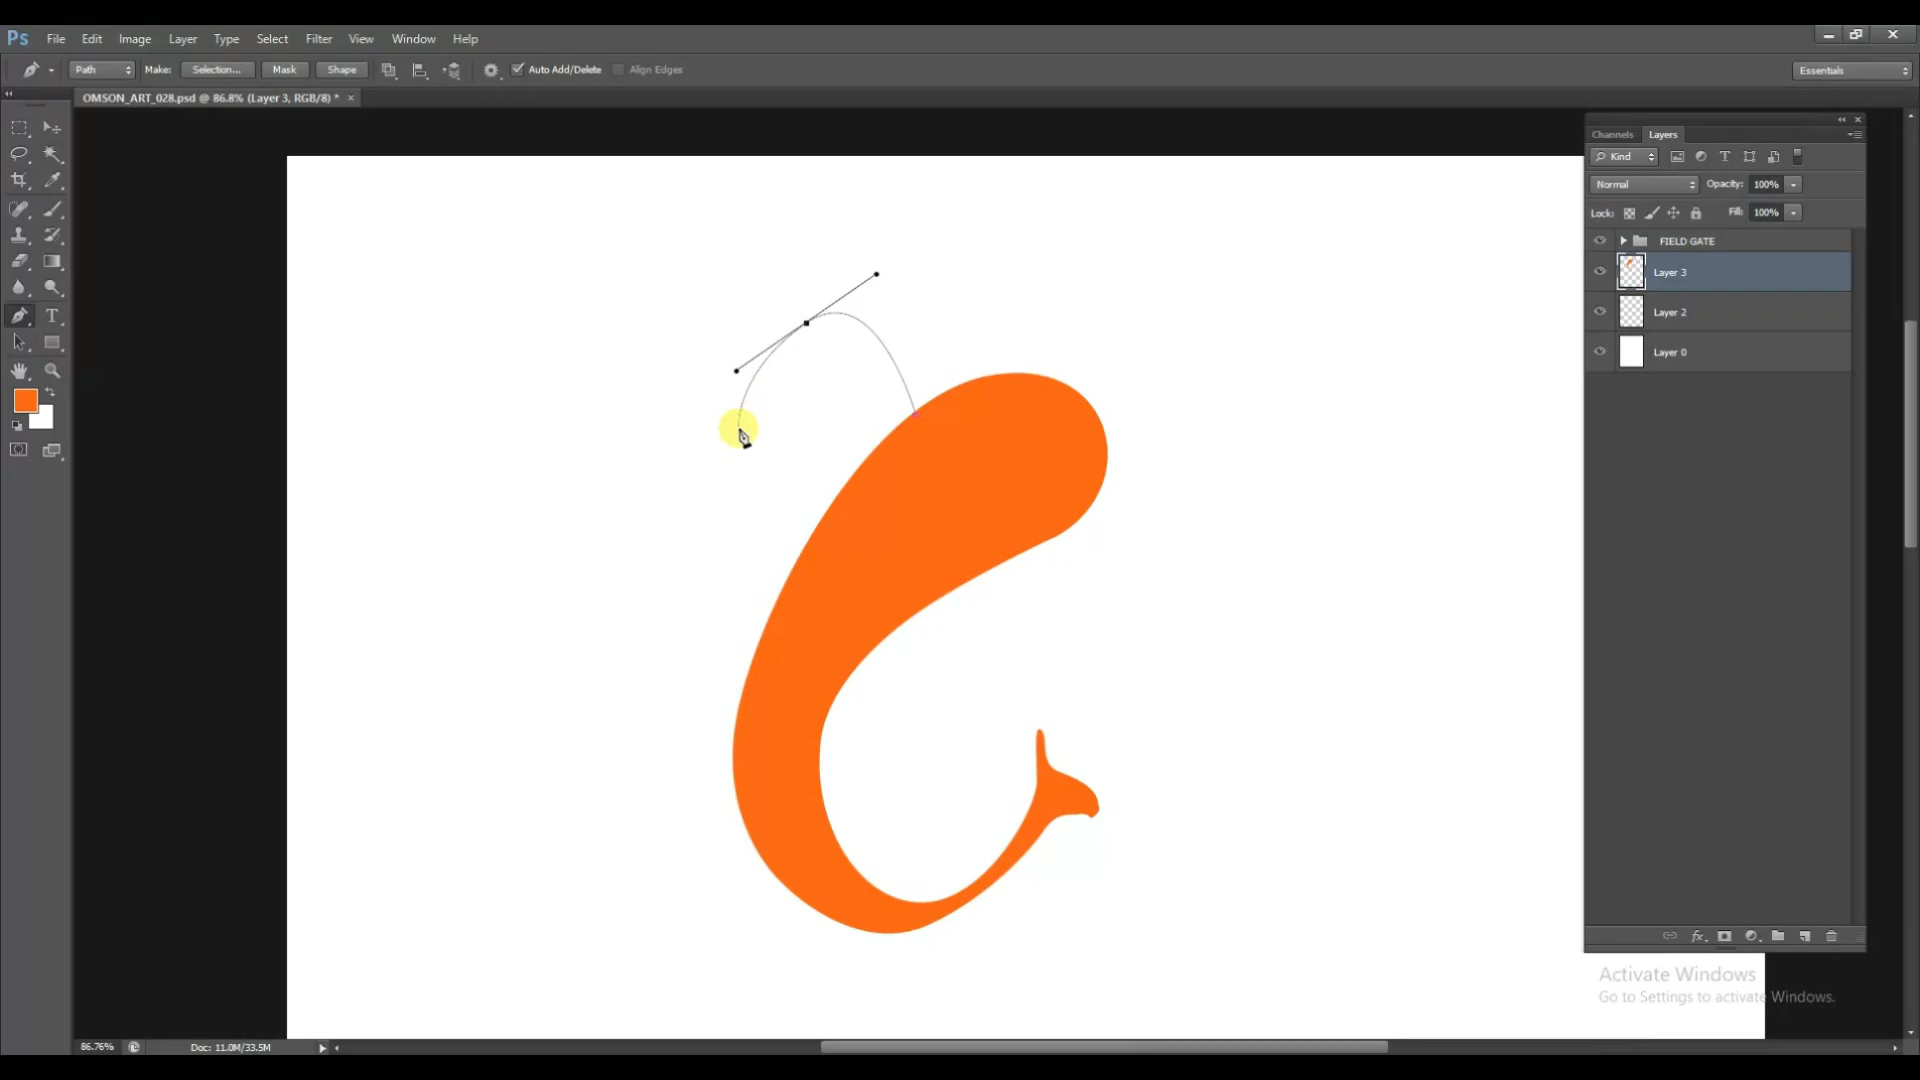 Ps File Edit Image Layer Type Select Filter View Window Help
Path Make: Selection... Mask Shape Auto Add/Delete Align Edges Essentials
OMSON_ART_028.psd @ 86.8% (Layer 3, RGB/8) * ×
Channels Layers
Kind
Normal Opacity: 100%
Lock: Fill: 100%
FIELD GATE
Layer 3
Layer 2
Layer 0
fx
Activate Windows
Go to Settings to activate Windows.
86.76% Doc: 11.0M/33.5M